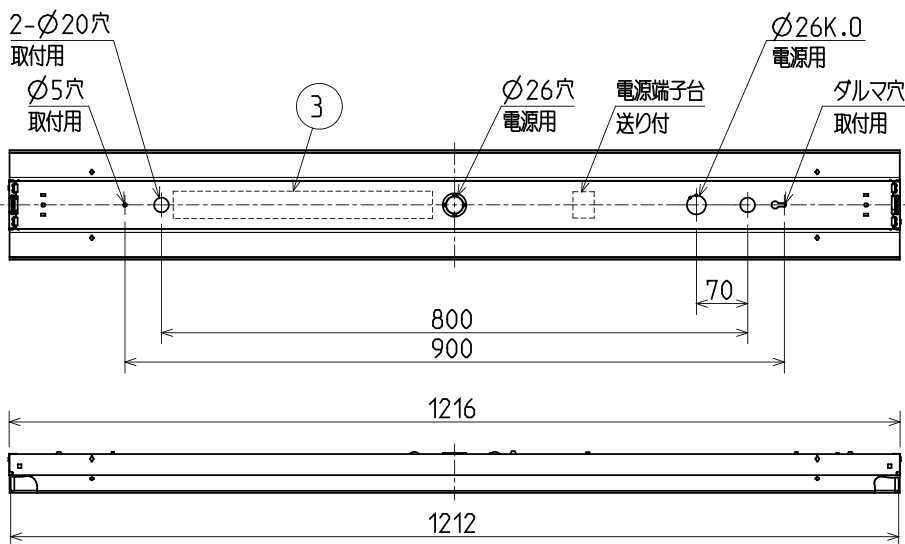 2-Ø20穴
取付用
Ø5穴
取付用
3
Ø26穴
電源用
電源端子台
送り付
Ø26K.O
電源用
ダルマ穴
取付用
70
800
900
1216
1212